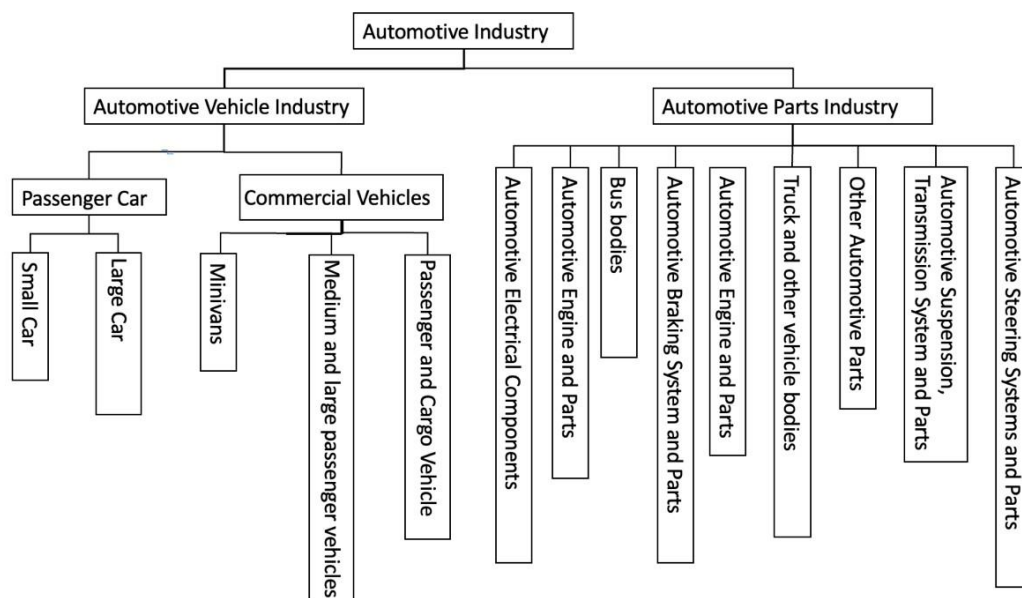 Automotive Industry
Automotive Vehicle Industry
Automotive Parts Industry
Passenger Car
Commercial Vehicles
Small Car
Large Car
Minivans
Medium and large passenger vehicles
Passenger and Cargo Vehicle
Automotive Electrical Components
Automotive Engine and Parts
Bus bodies
Automotive Braking System and Parts
Automotive Engine and Parts
Truck and other vehicle bodies
Other Automotive Parts
Automotive Suspension,
Transmission System and Parts
Automotive Steering Systems and Parts